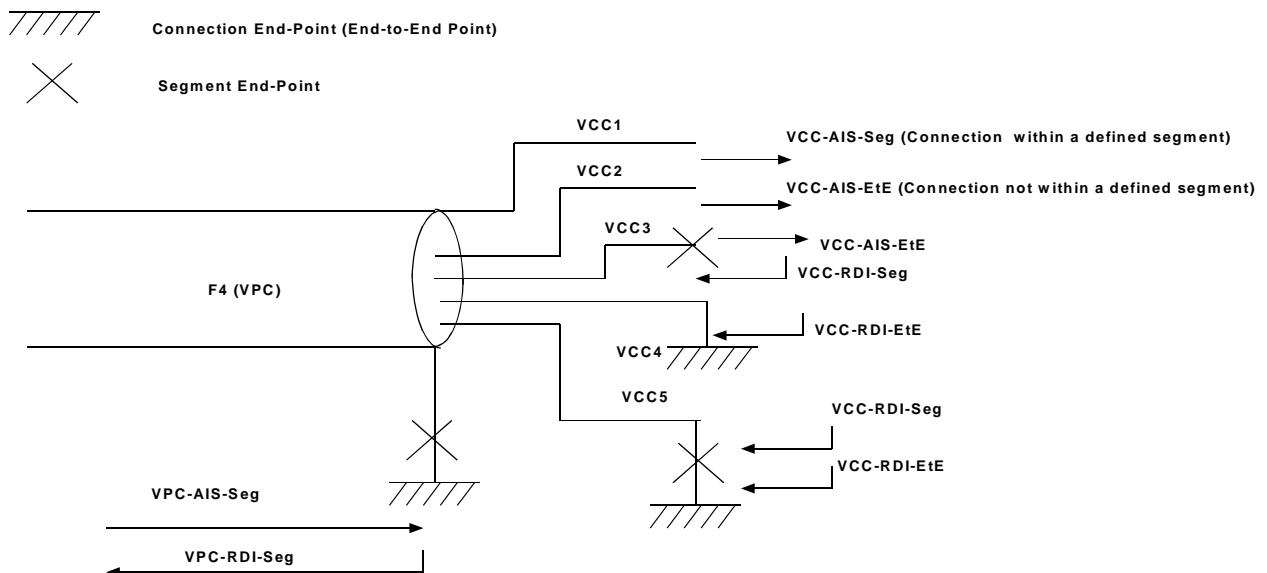 Connection End-Point (End-to-End Point)
Segment End-Point
VCC1
VCC-AIS-Seg (Connection within a defined segment)
VCC2
VCC-AIS-EtE (Connection not within a defined segment)
VCC3
VCC-AIS-EtE
VCC-RDI-Seg
F4 (VPC)
VCC-RDI-EtE
VCC4
VCC5
VCC-RDI-Seg
VCC-RDI-EtE
VPC-AIS-Seg
VPC-RDI-Seg